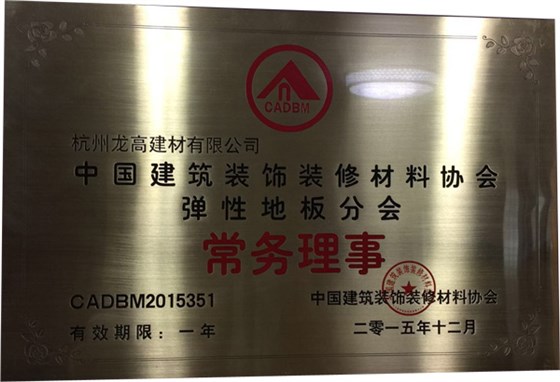 CADBM
杭州龙高建材有限公司
中国建筑装饰装修材料协会
弹性地板分会
常务理事
CADBM2015351
有效期限：一年
中国建筑装饰装修材料协会
二零一五年十二月